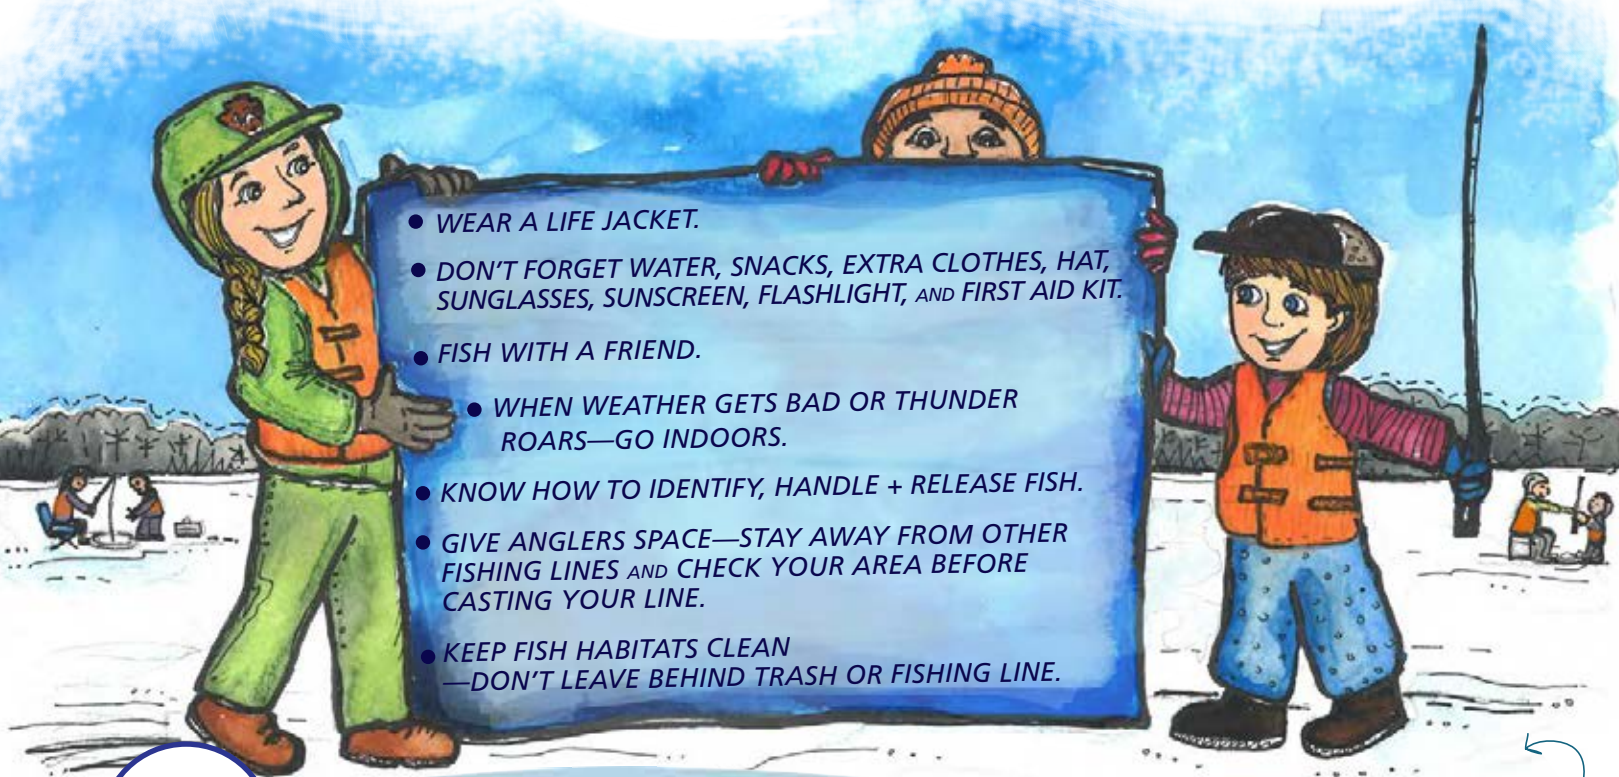 • WEAR A LIFE JACKET.
• DON'T FORGET WATER, SNACKS, EXTRA CLOTHES, HAT,
SUNGLASSES, SUNSCREEN, FLASHLIGHT, AND FIRST AID KIT.
• FISH WITH A FRIEND.
• WHEN WEATHER GETS BAD OR THUNDER
ROARS—GO INDOORS.
• KNOW HOW TO IDENTIFY, HANDLE + RELEASE FISH.
• GIVE ANGLERS SPACE—STAY AWAY FROM OTHER
FISHING LINES AND CHECK YOUR AREA BEFORE
CASTING YOUR LINE.
• KEEP FISH HABITATS CLEAN
—DON'T LEAVE BEHIND TRASH OR FISHING LINE.